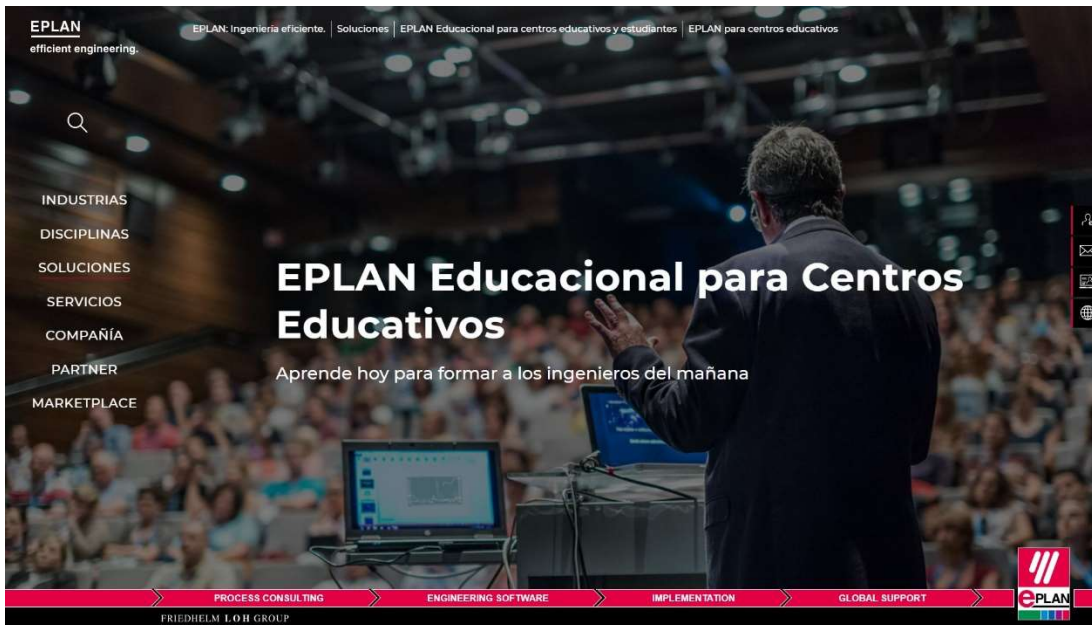 EPLAN
efficient engineering.
EPLAN: Ingeniería eficiente. | Soluciones | EPLAN Educacional para centros educativos y estudiantes | EPLAN para centros educativos
INDUSTRIAS
DISCIPLINAS
SOLUCIONES
SERVICIOS
COMPAÑÍA
PARTNER
MARKETPLACE
EPLAN Educacional para Centros
Educativos
Aprende hoy para formar a los ingenieros del mañana
PROCESS CONSULTING
ENGINEERING SOFTWARE
IMPLEMENTATION
GLOBAL SUPPORT
ePLAN
FRIEDHELM LOH GROUP